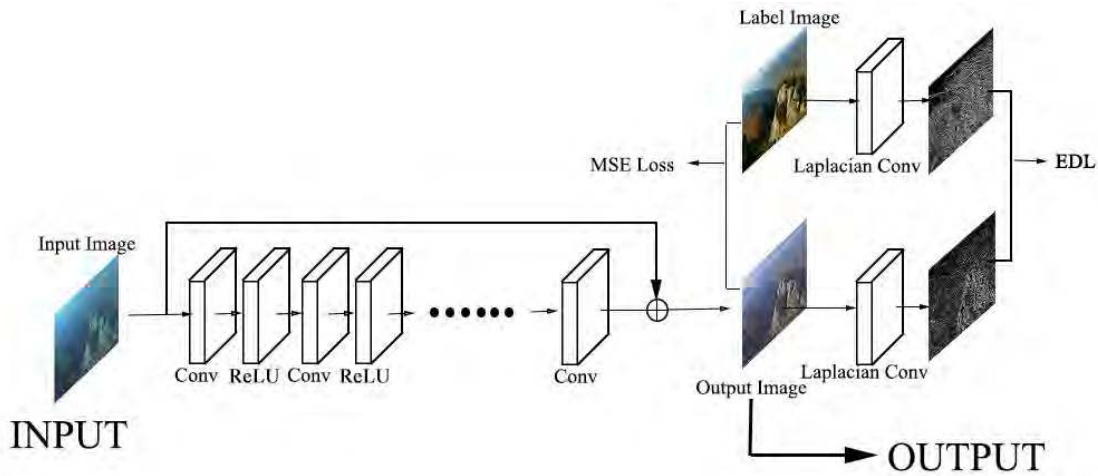 Label Image
Laplacian Conv
MSE Loss
EDL
Input Image
Conv ReLU Conv ReLU
Conv
Output Image
Laplacian Conv
INPUT
OUTPUT